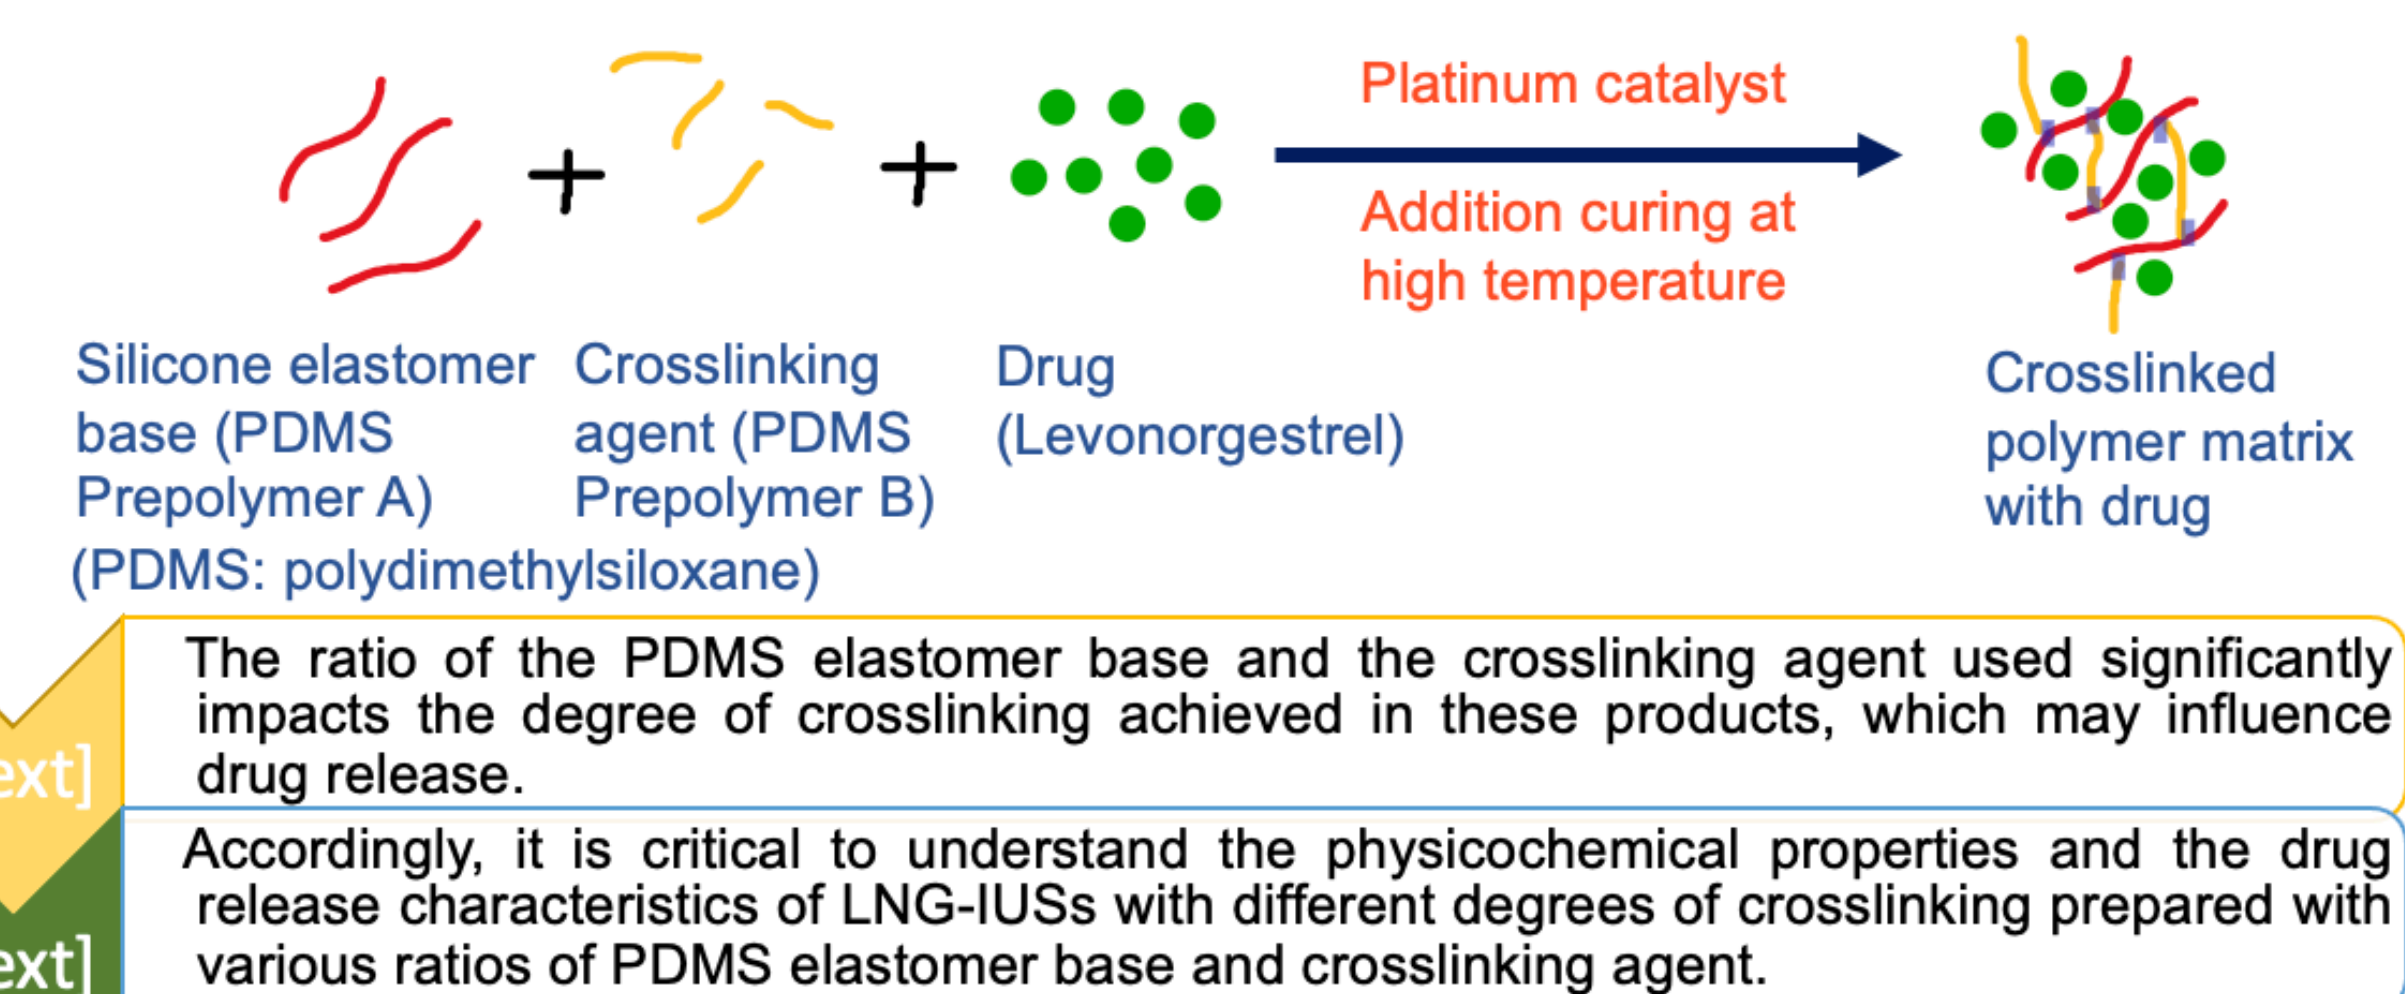 Platinum catalyst
Addition curing at
high temperature
Silicone elastomer
base (PDMS
Prepolymer A)
Crosslinking
agent (PDMS
Prepolymer B)
(PDMS: polydimethylsiloxane)
Drug
(Levonorgestrel)
Crosslinked
polymer matrix
with drug
The ratio of the PDMS elastomer base and the crosslinking agent used significantly
impacts the degree of crosslinking achieved in these products, which may influence
drug release.
ext]
Accordingly, it is critical to understand the physicochemical properties and the drug
release characteristics of LNG-IUSs with different degrees of crosslinking prepared with
various ratios of PDMS elastomer base and crosslinking agent.
ext]